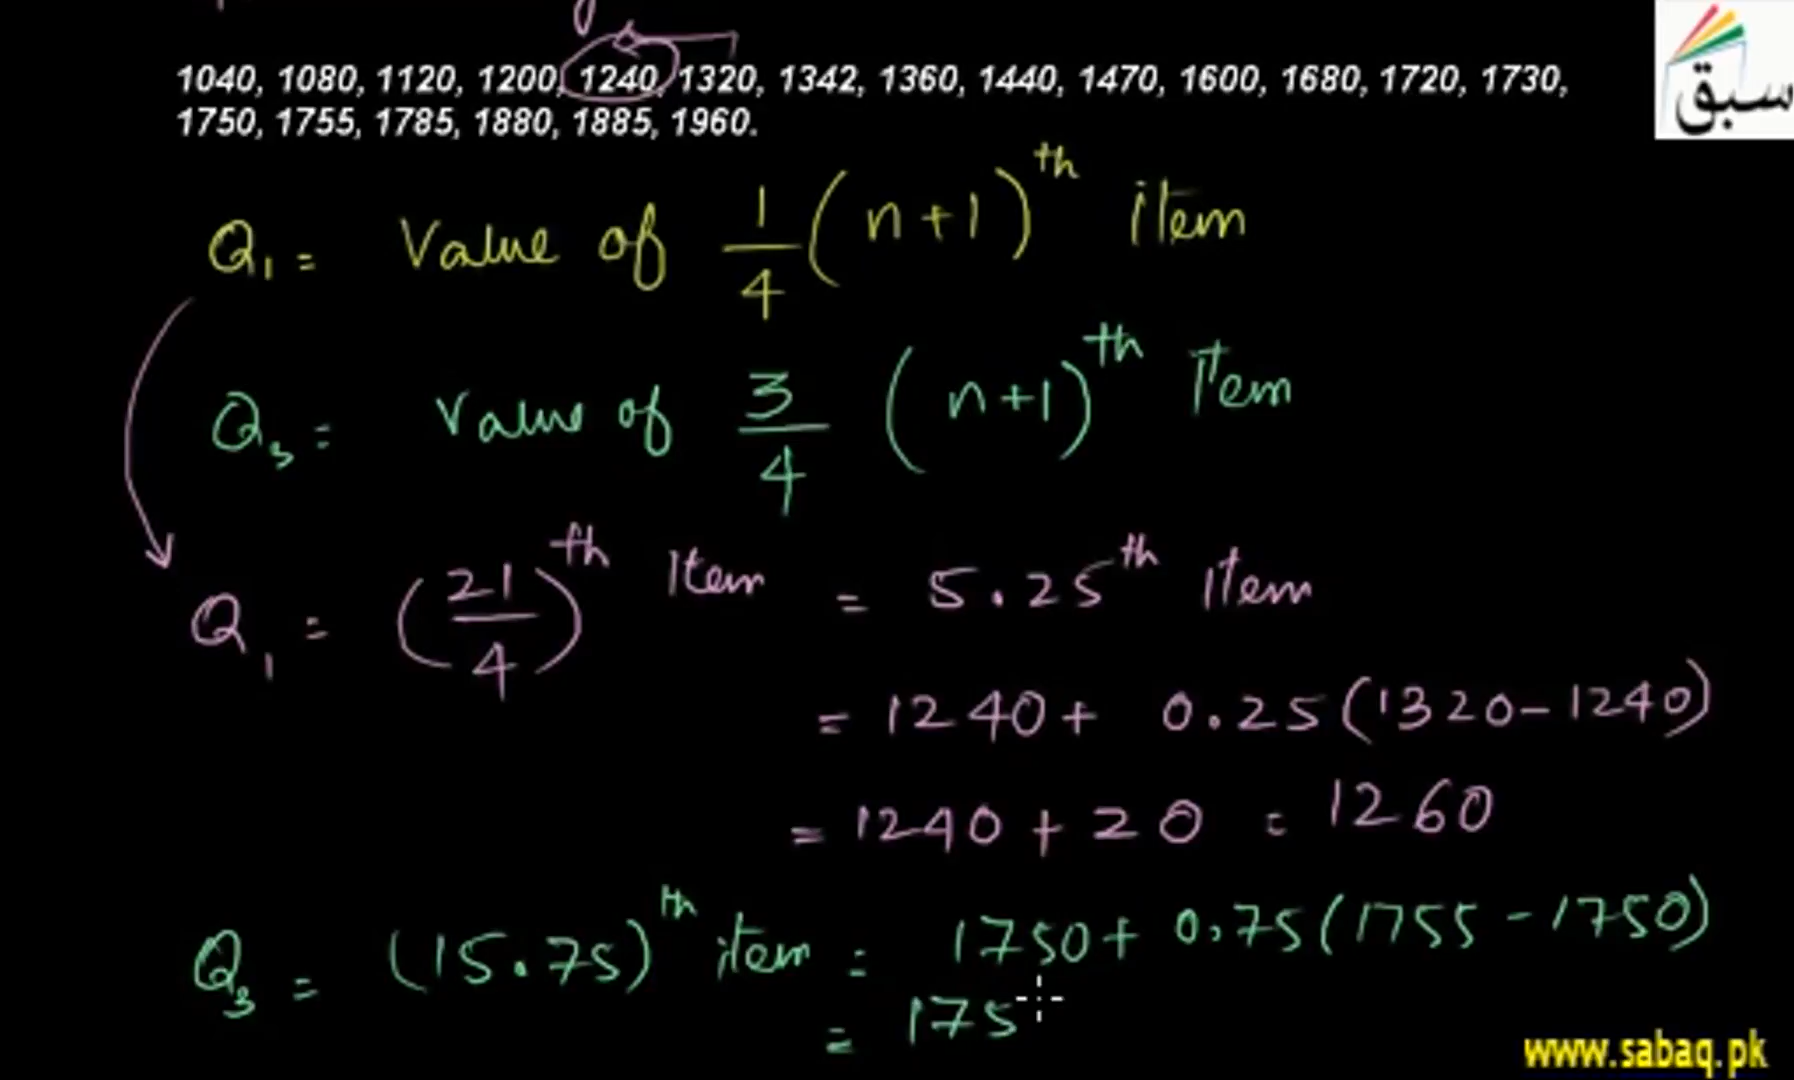 1040, 1080, 1120, 1200, 1240, 1320, 1342, 1360, 1440, 1470, 1600, 1680, 1720, 1730,
1750, 1755, 1785, 1880, 1885, 1960.
سبق
Q₁ = Value of 1/4 (n+1)ᵗʰ item
Q₃ = Value of 3/4 (n+1)ᵗʰ Item
Q₁ = (21/4)ᵗʰ Item = 5.25ᵗʰ Item
= 1240 + 0.25(1320-1240)
= 1240 + 20 = 1260
Q₃ = (15.75)ᵗʰ item = 1750 + 0.75(1755-1750)
= 175
www.sabaq.pk